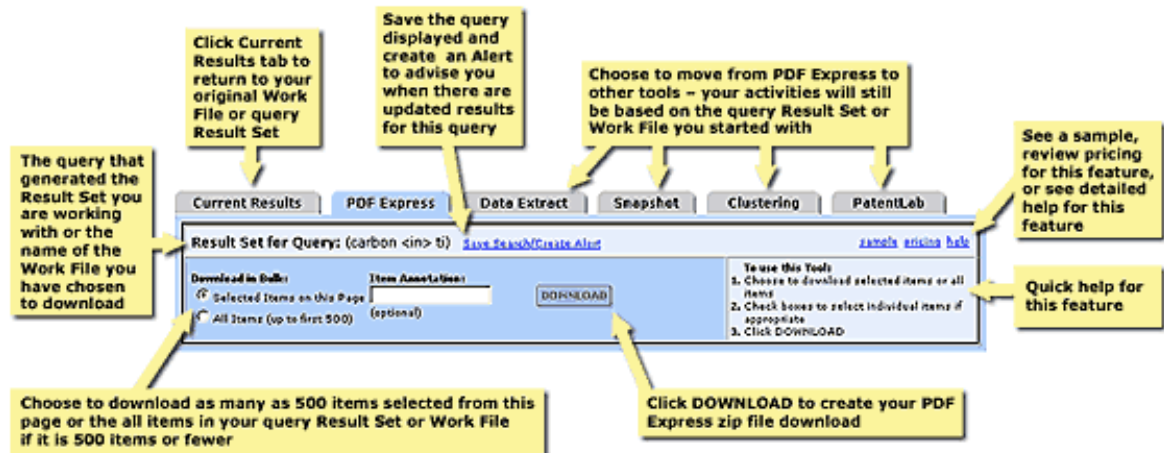 Click Current
Results tab to
return to your
original Work
File or query
Result Set
Save the query
displayed and
create an Alert
to advise you
when there are
updated results
for this query
Choose to move from PDF Express to
other tools – your activities will still
be based on the query Result Set or
Work File you started with
See a sample,
review pricing
for this feature,
or see detailed
help for this
feature
The query that
generated the
Result Set you
are working
with or the
name of the
Work File you
have chosen
to download
Current Results
PDF Express
Data Extract
Snapshot
Clustering
PatentLab
Result Set for Query: (carbon <in> ti) Save Search/Create Alert
sample pricing help
Download in Bulk:
Selected Items on this Page
All Items (up to first 500)
Item Annotation:
(optional)
DOWNLOAD
To use this Tool:
1. Choose to download selected items or all
items
2. Check boxes to select individual items if
appropriate
3. Click DOWNLOAD
Quick help for
this feature
Choose to download as many as 500 items selected from this
page or the all items in your query Result Set or Work File
if it is 500 items or fewer
Click DOWNLOAD to create your PDF
Express zip file download